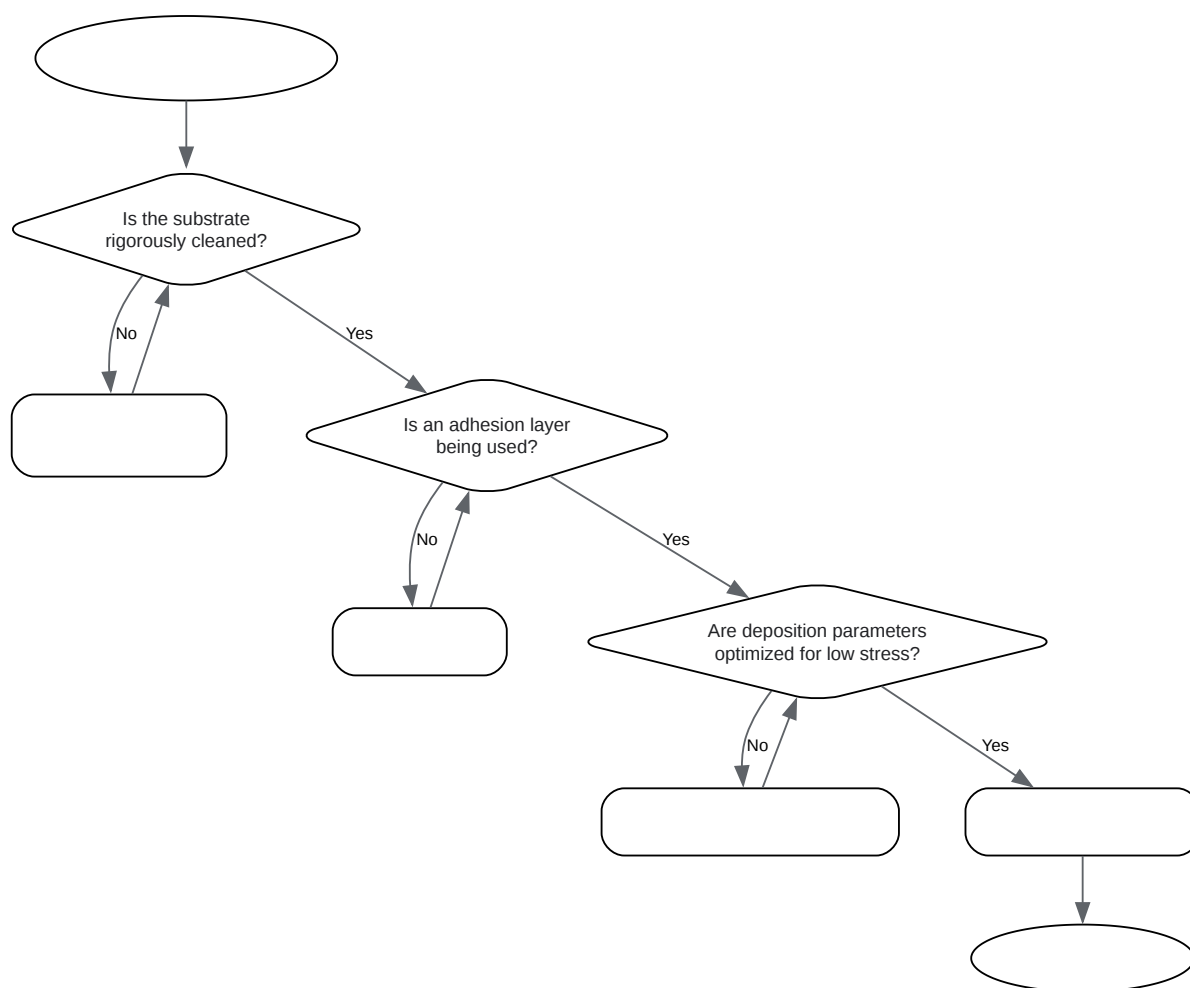 Is the substrate
rigorously cleaned?
No
Yes
Is an adhesion layer
being used?
No
Yes
Are deposition parameters
optimized for low stress?
No
Yes